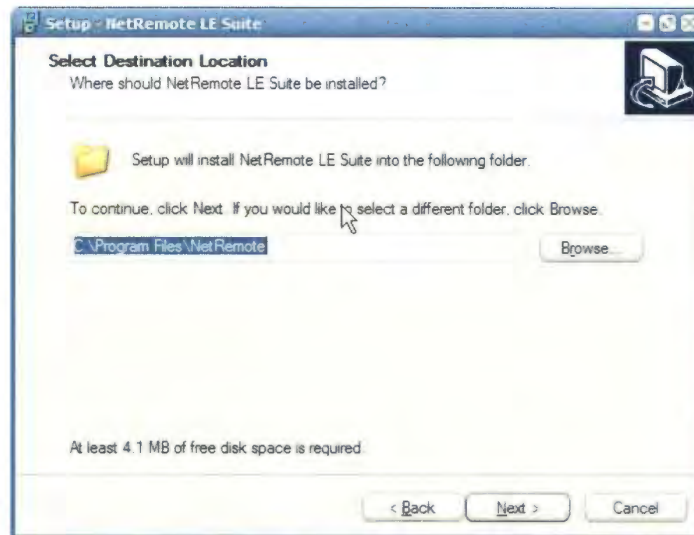 Setup - NetRemote LE Suite
Select Destination Location
Where should NetRemote LE Suite be installed?
Setup will install NetRemote LE Suite into the following folder.
To continue, click Next. If you would like to select a different folder, click Browse.
C:\Program Files\NetRemote
Browse...
At least 4.1 MB of free disk space is required.
< Back
Next >
Cancel